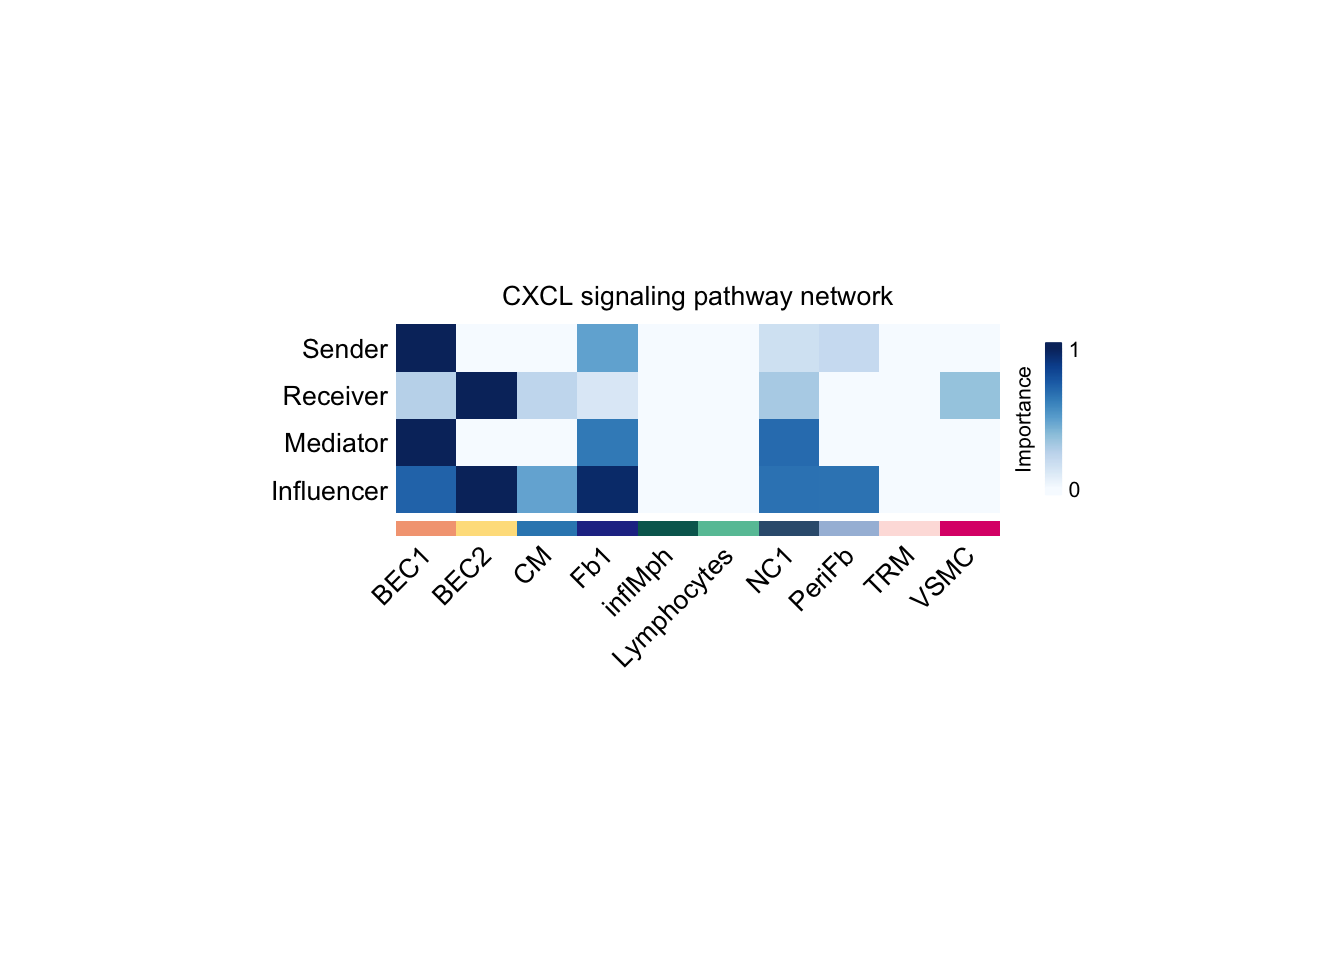 CXCL signaling pathway network
Sender
Receiver
Mediator
Influencer
BEC1
BEC2
CM
Fb1
inflMph
Lymphocytes
NC1
PeriFb
TRM
VSMC
Importance
1
0